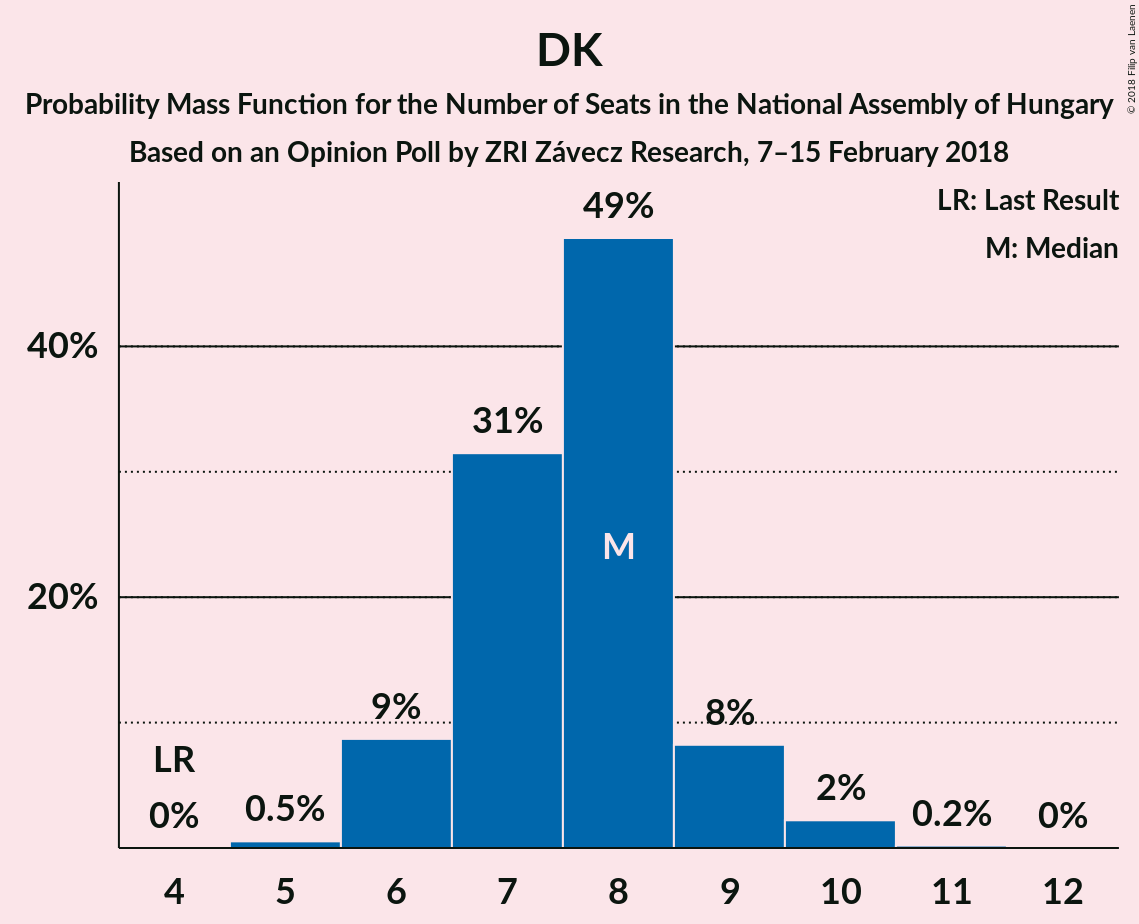 DK
Probability Mass Function for the Number of Seats in the National Assembly of Hungary
Based on an Opinion Poll by ZRI Závecz Research, 7–15 February 2018
© 2018 Filip van Laenen
LR: Last Result
M: Median
49%
40%
31%
M
20%
9%
8%
LR
2%
0%
0.5%
0.2%
0%
4 5 6 7 8 9 10 11 12